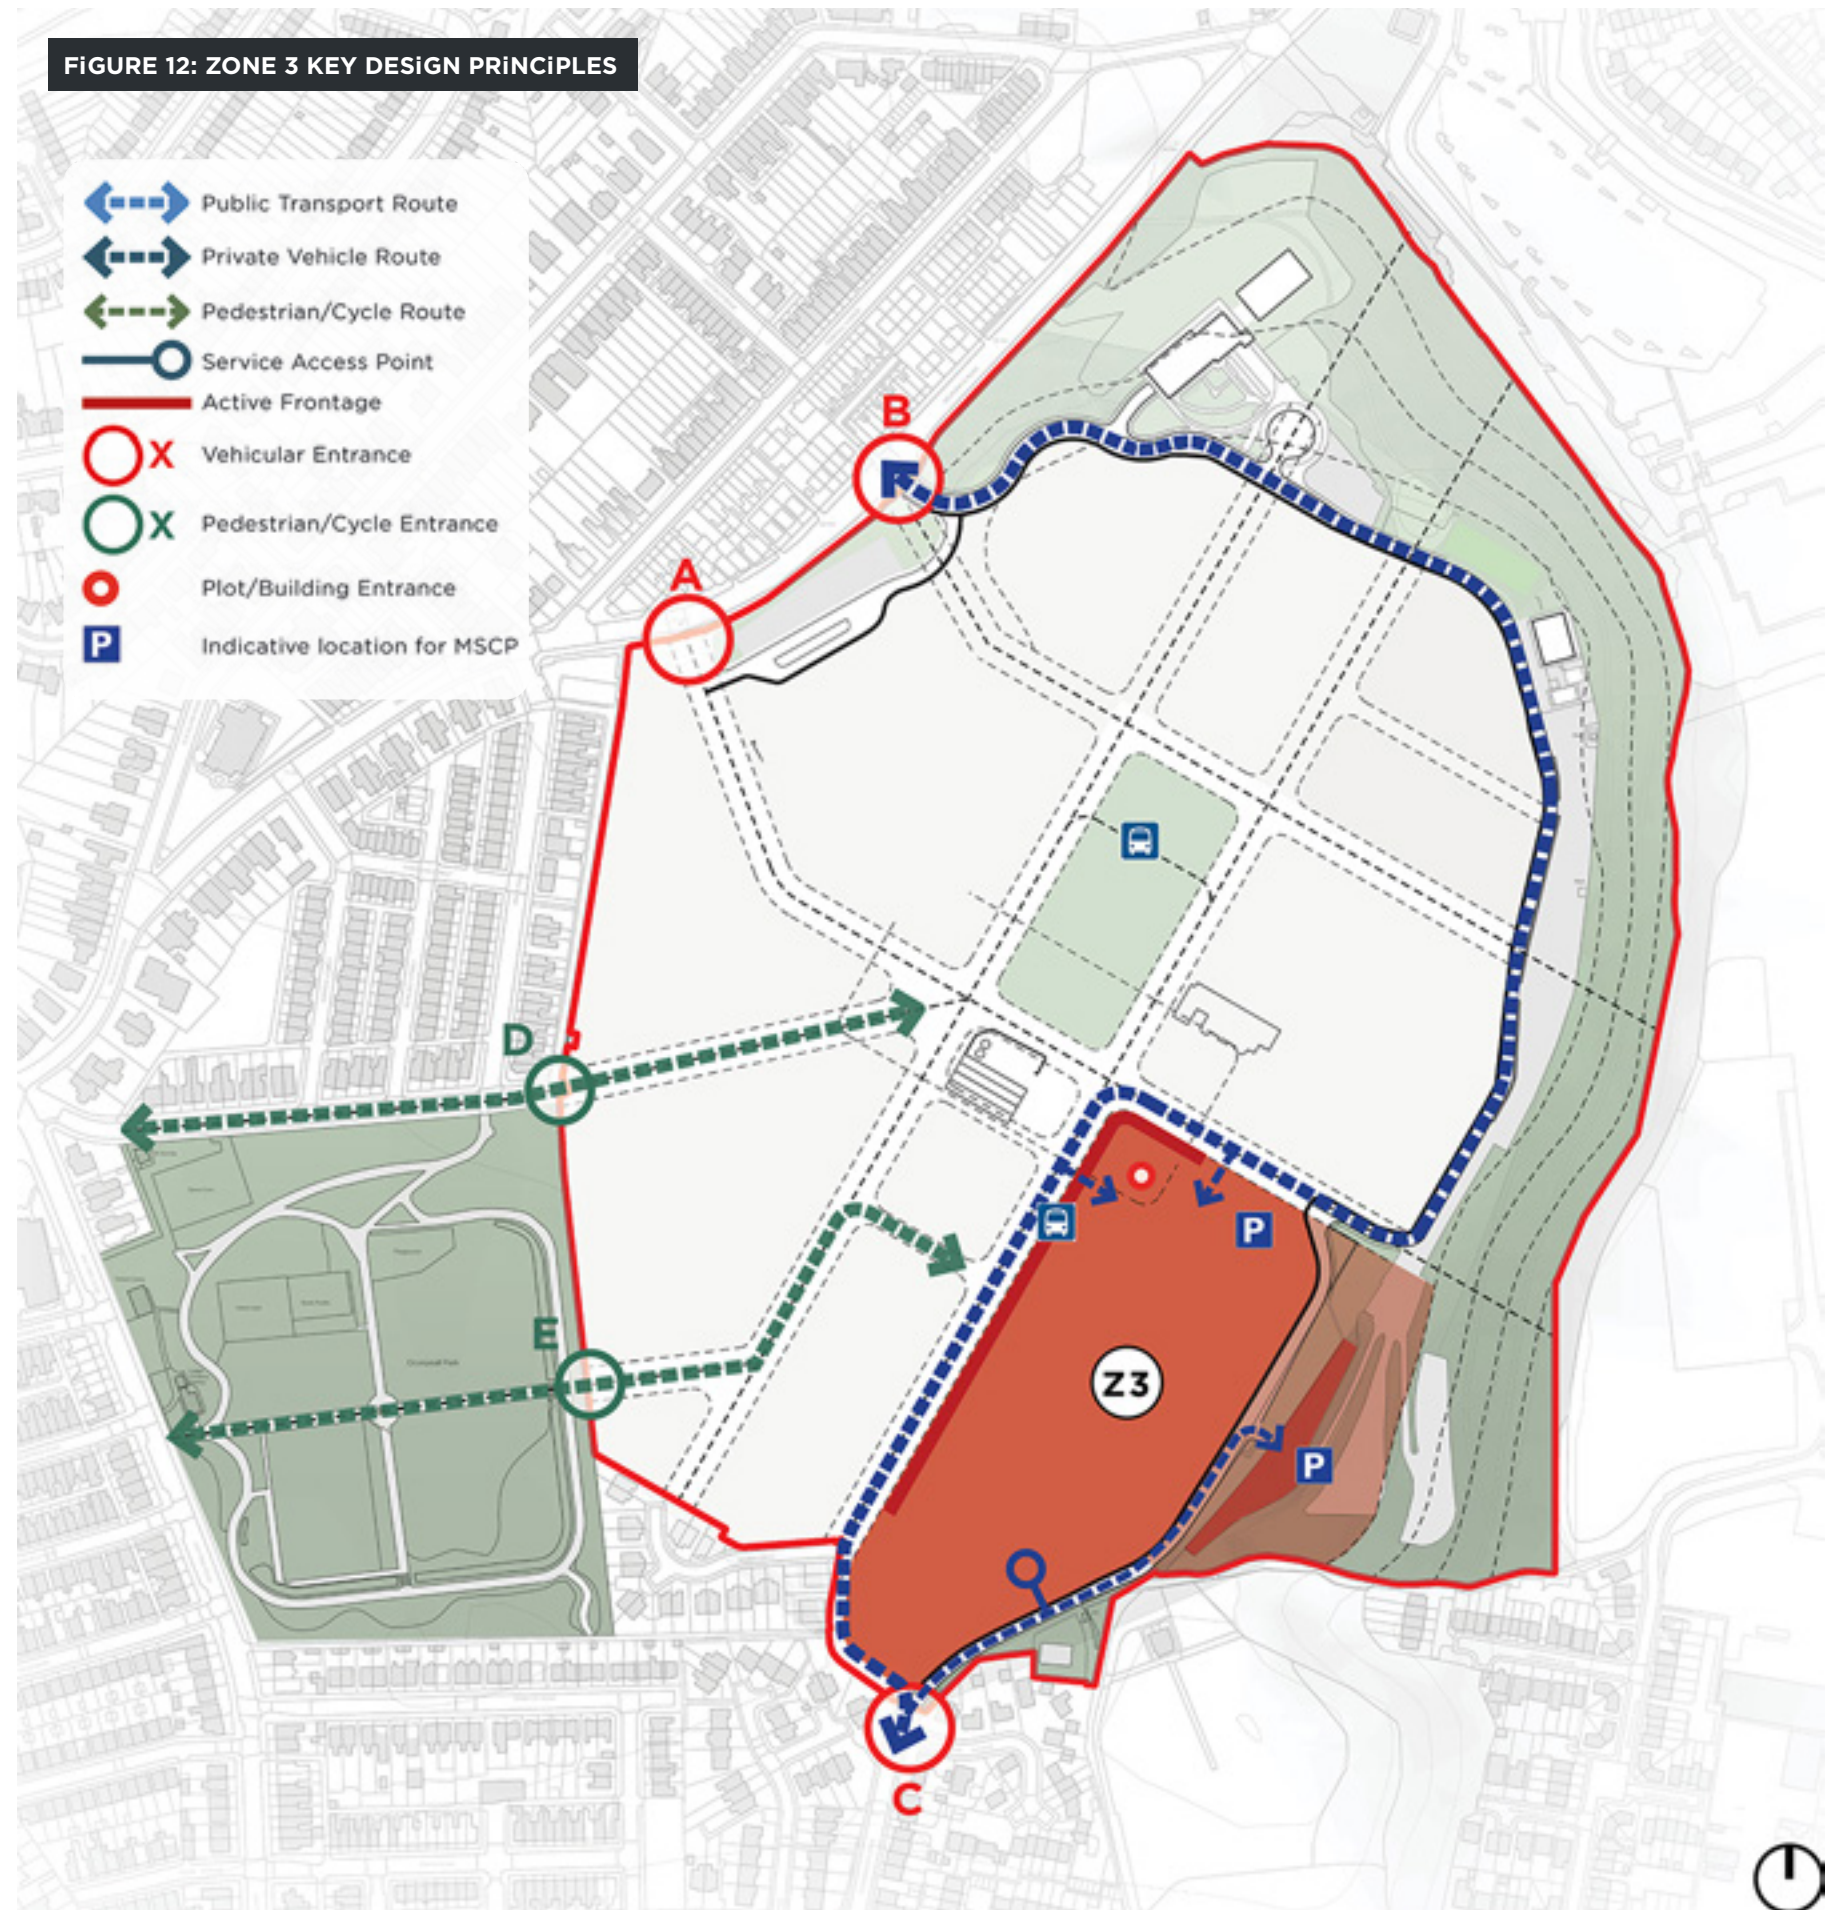 FiGURE 12: ZONE 3 KEY DESiGN PRiNCiPLES
Public Transport Route
Private Vehicle Route
Pedestrian/Cycle Route
Service Access Point
Active Frontage
X Vehicular Entrance
X Pedestrian/Cycle Entrance
Plot/Building Entrance
P Indicative location for MSCP
B
A
D
P
E
Z3
P
C